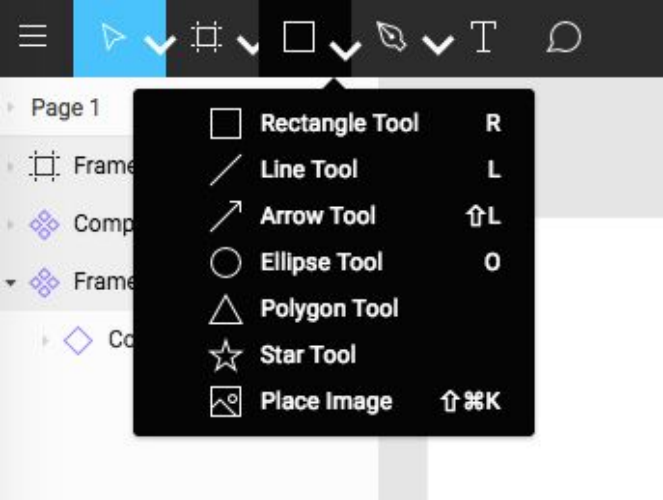 T
Page 1
Rectangle Tool R
Frame
Line Tool L
Comp
Arrow Tool ⇧L
Ellipse Tool O
Frame
Polygon Tool
Co
Star Tool
Place Image ⇧⌘K